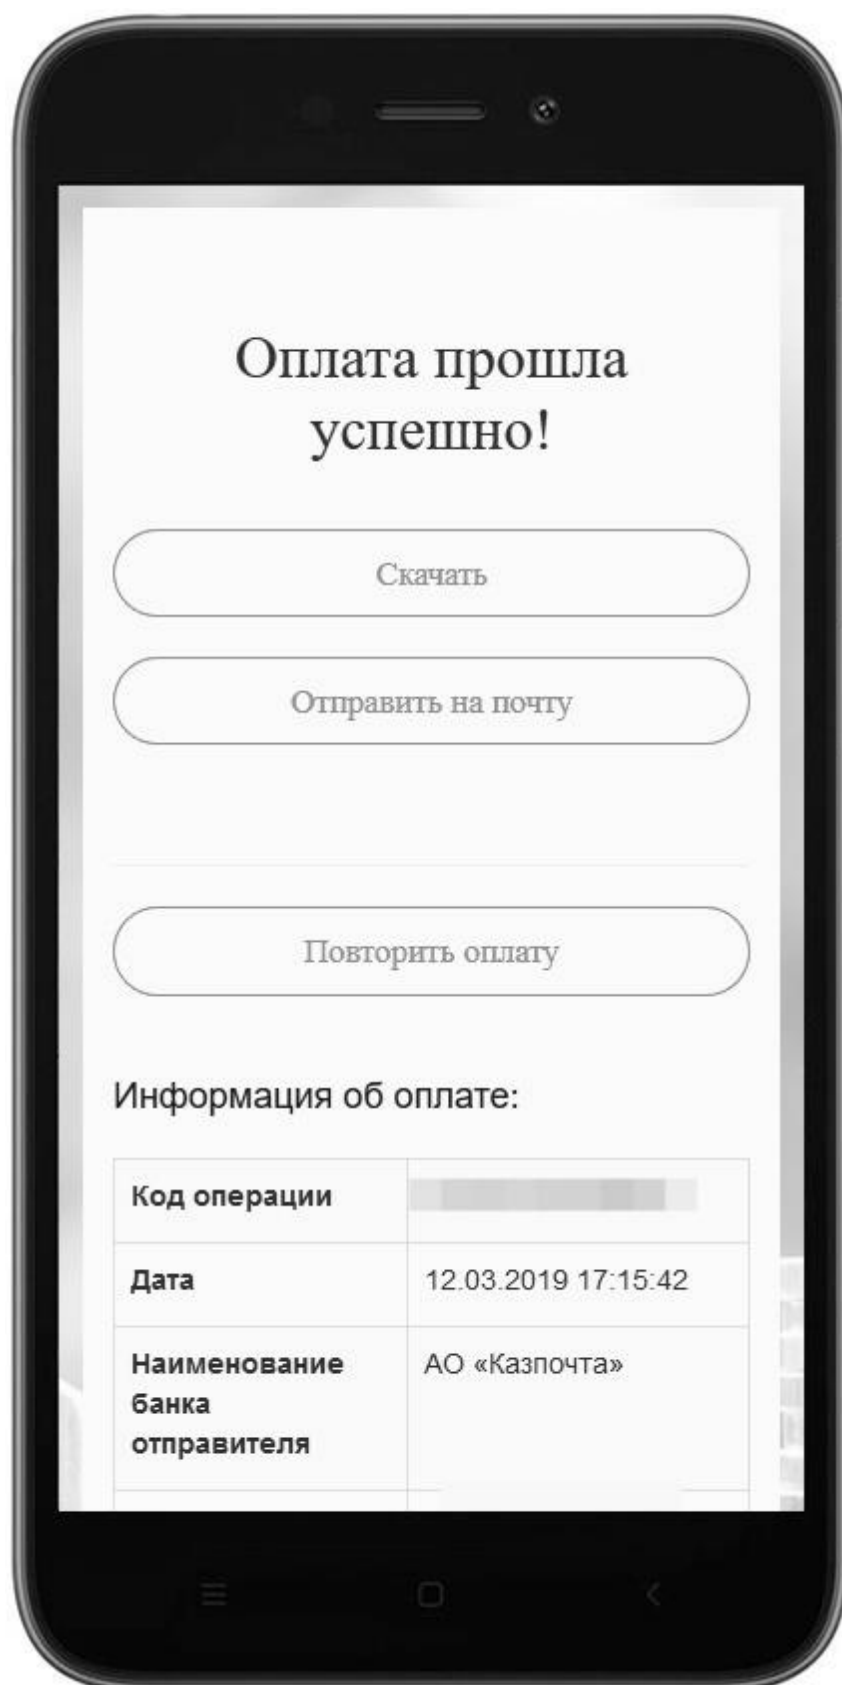 Оплата прошла
успешно!
Скачать
Отправить на почту
Повторить оплату
Информация об оплате:
Код операции
Дата
12.03.2019 17:15:42
Наименование
банка
отправителя
АО «Казпочта»